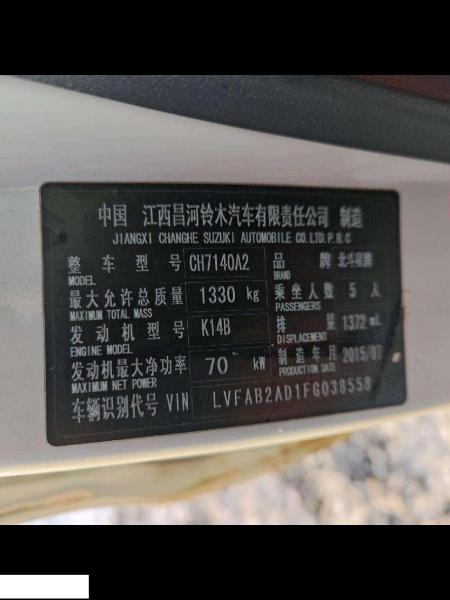 中国 江西昌河铃木汽车有限责任公司 制造
JIANGXI CHANGHE SUZUKI AUTOMOBILE CO.LTD.P.R.C
整车型号 CH7140A2 品牌 北斗星牌
MODEL BRAND
最大允许总质量 1330 kg 乘坐人数 5 人
MAXIMUM TOTAL MASS PASSENGERS
发动机型号 K14B 排量 1372 mL
ENGINE MODEL DISPLACEMENT
发动机最大净功率 70 kW 制造年月 2015/07
MAXIMUM NET POWER PRODUCTION DATE
车辆识别代号 VIN LVFAB2AD1FG038558